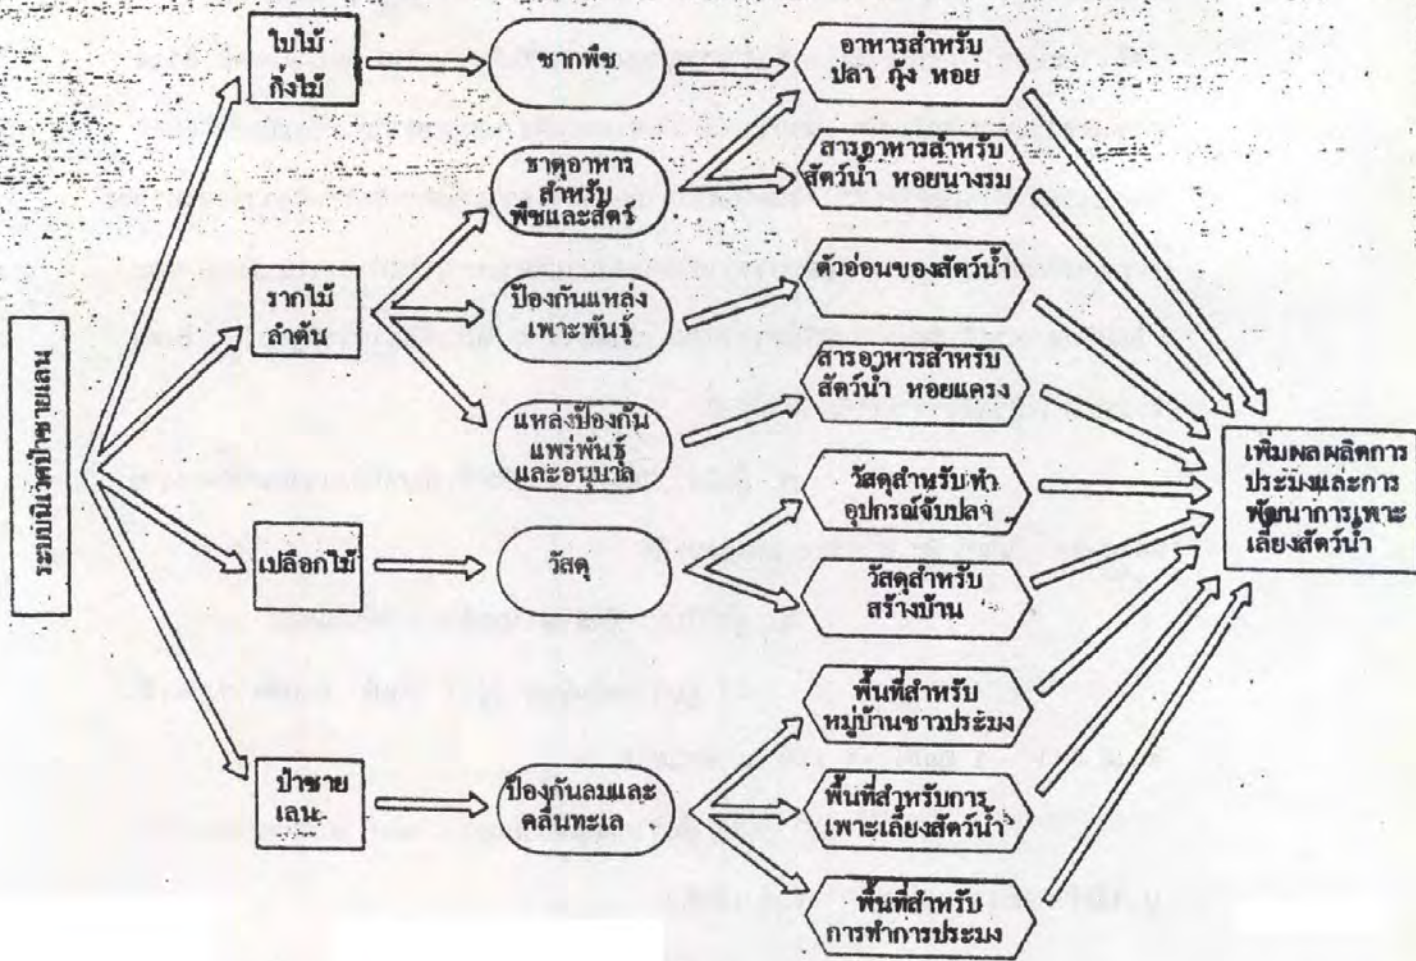 ระบบนิเวศป่าชายเลน
ใบไม้
กิ่งไม้
รากไม้
ลำต้น
เปลือกไม้
ป่าชาย
เลน
ซากพืช
ธาตุอาหาร
สำหรับ
พืชและสัตว์
ป้องกันแหล่ง
เพาะพันธุ์
แหล่งป้องกัน
แพร่พันธุ์
และอนุบาล
วัสดุ
ป้องกันลมและ
คลื่นทะเล
อาหารสำหรับ
ปลา กุ้ง หอย
สารอาหารสำหรับ
สัตว์น้ำ หอยนางรม
ตัวอ่อนของสัตว์น้ำ
สารอาหารสำหรับ
สัตว์น้ำ หอยแครง
วัสดุสำหรับทำ
อุปกรณ์จับปลา
วัสดุสำหรับ
สร้างบ้าน
พื้นที่สำหรับ
หมู่บ้านชาวประมง
พื้นที่สำหรับการ
เพาะเลี้ยงสัตว์น้ำ
พื้นที่สำหรับ
การทำการประมง
เพิ่มผลผลิตการ
ประมงและการ
พัฒนาการเพาะ
เลี้ยงสัตว์น้ำ